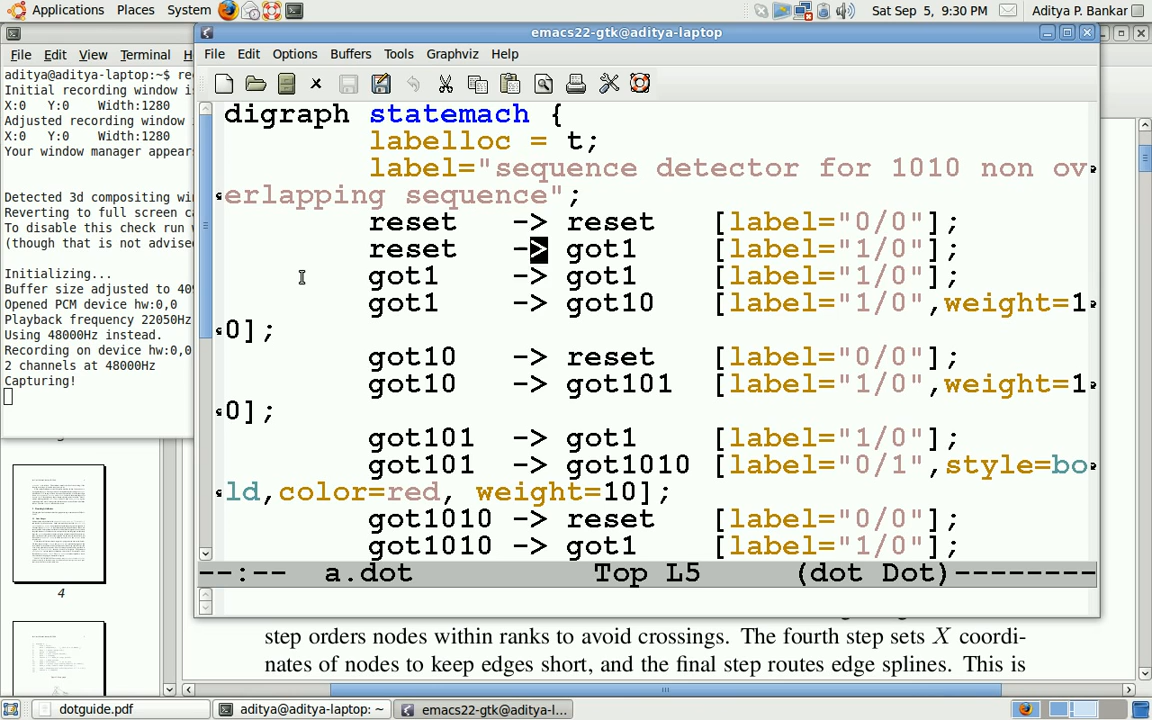 Applications Places System
Sat Sep 5, 9:30 PM
Aditya P. Bankar
File Edit View Terminal H
aditya@aditya-laptop:~$ re
Initial recording window i
X:0 Y:0 Width:1280
Adjusted recording window
X:0 Y:0 Width:1280
Your window manager appears
Detected 3d compositing wi
Reverting to full screen ca
To disable this check run
(though that is not advise
Initializing...
Buffer size adjusted to 40
Opened PCM device hw:0,0
Playback frequency 22050Hz
Using 48000Hz instead.
Recording on device hw:0,0
2 channels at 48000Hz
Capturing!
4
emacs22-gtk@aditya-laptop
File Edit Options Buffers Tools Graphviz Help
digraph statemach {
labelloc = t;
label="sequence detector for 1010 non ov
erlapping sequence";
reset -> reset [label="0/0"];
reset -> got1 [label="1/0"];
got1 -> got1 [label="1/0"];
got1 -> got10 [label="1/0",weight=1
0];
got10 -> reset [label="0/0"];
got10 -> got101 [label="1/0",weight=1
0];
got101 -> got1 [label="1/0"];
got101 -> got1010 [label="0/1",style=bo
ld,color=red, weight=10];
got1010 -> reset [label="0/0"];
got1010 -> got1 [label="1/0"];
--:-- a.dot Top L5 (dot Dot)--------
step orders nodes within ranks to avoid crossings. The fourth step sets X coordi-
nates of nodes to keep edges short, and the final step routes edge splines. This is
dotguide.pdf
aditya@aditya-laptop: ~
emacs22-gtk@aditya-l...